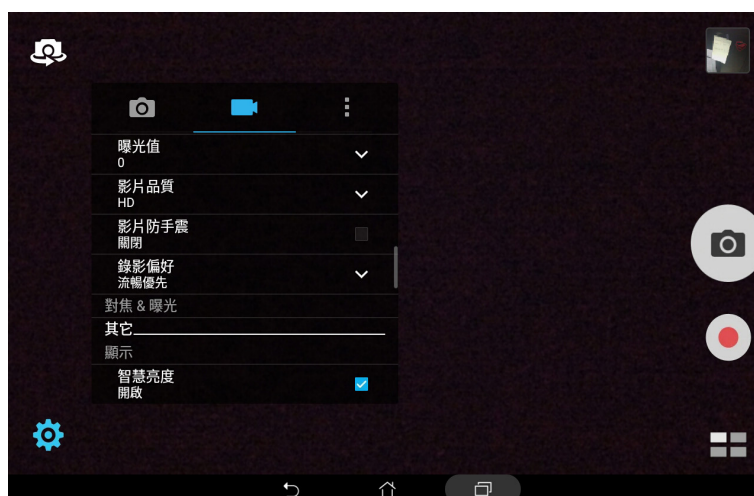 曝光值
0
影片品質
HD
影片防手震
關閉
錄影偏好
流暢優先
對焦 & 曝光
其它
顯示
智慧亮度
開啟